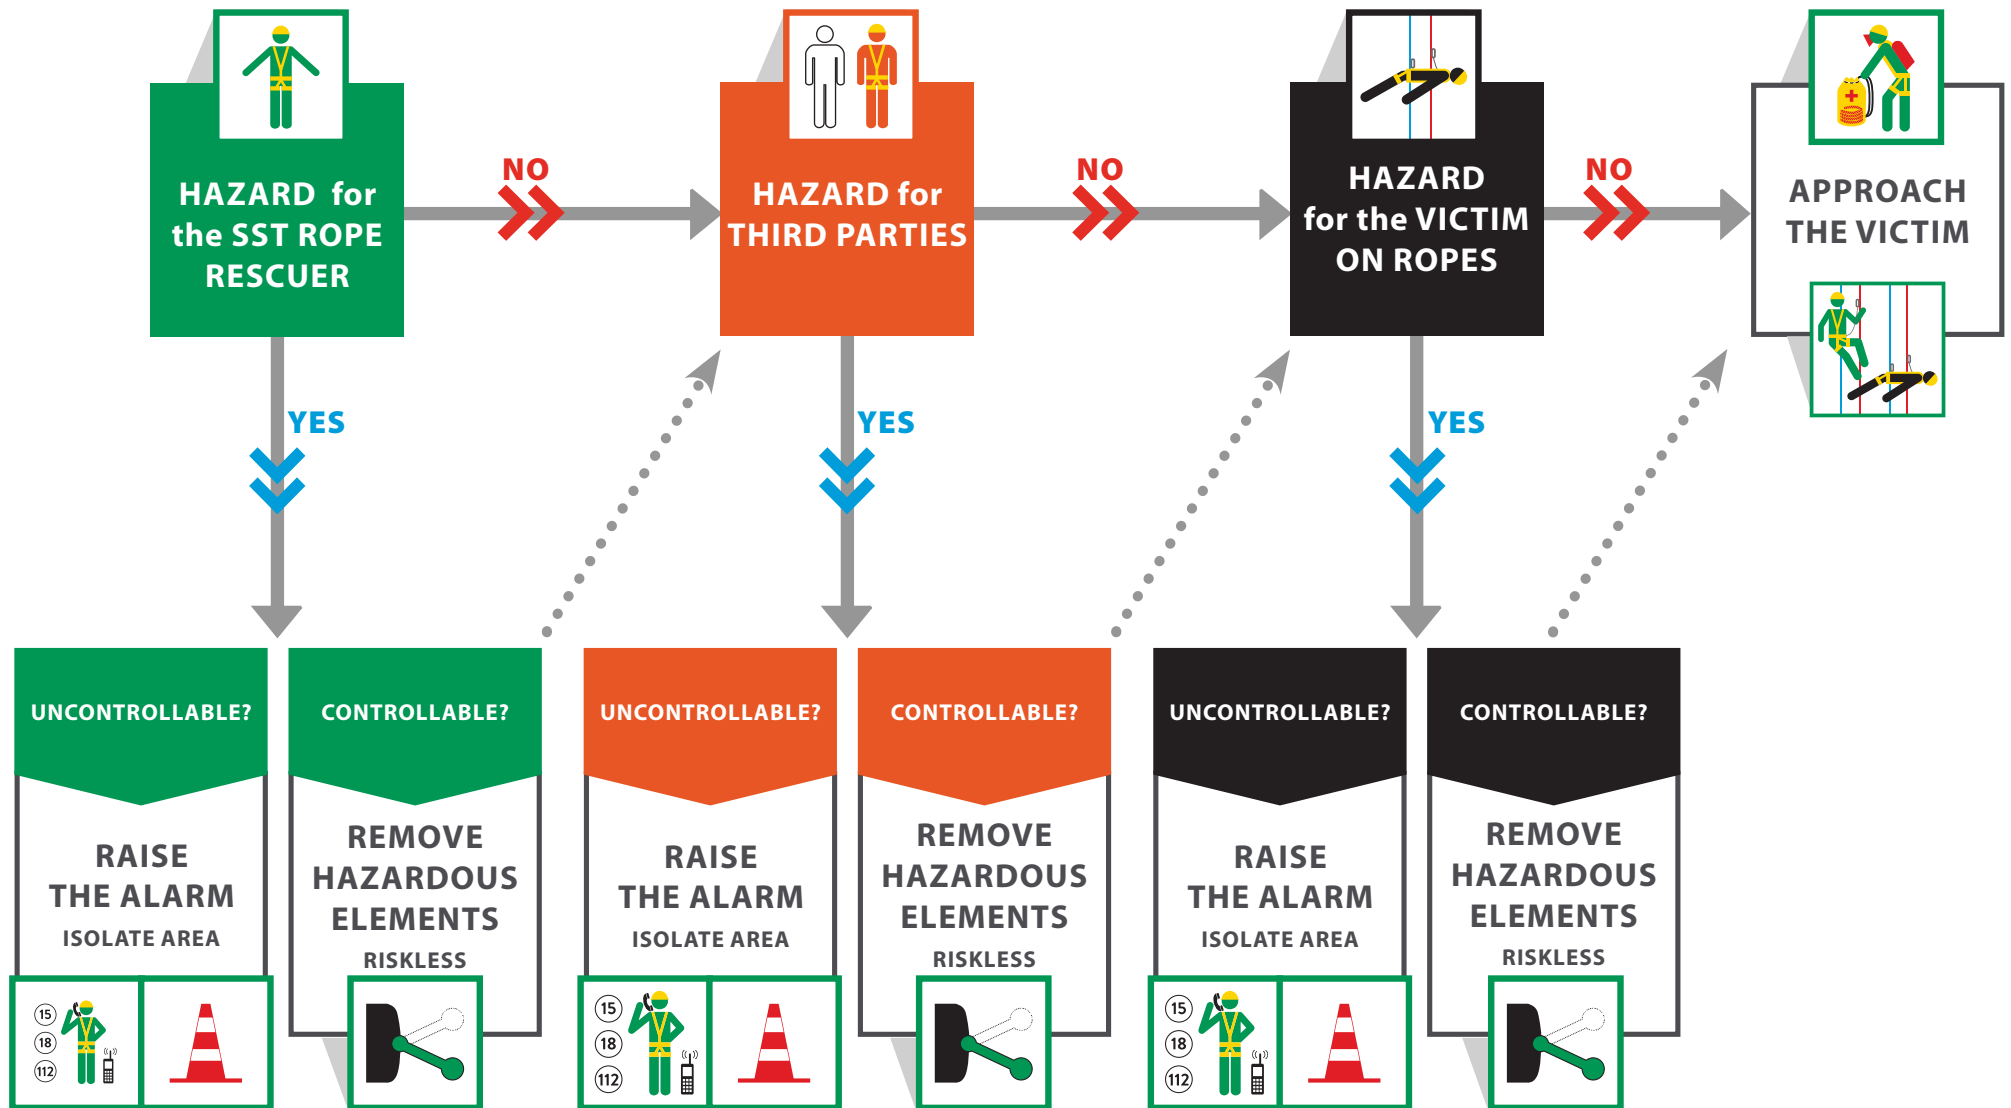 HAZARD for
the SST ROPE
RESCUER
NO
HAZARD for
THIRD PARTIES
NO
HAZARD
for the VICTIM
ON ROPES
NO
APPROACH
THE VICTIM
YES
YES
YES
UNCONTROLLABLE?
RAISE
THE ALARM
ISOLATE AREA
15
18
112
CONTROLLABLE?
REMOVE
HAZARDOUS
ELEMENTS
RISKLESS
UNCONTROLLABLE?
RAISE
THE ALARM
ISOLATE AREA
15
18
112
CONTROLLABLE?
REMOVE
HAZARDOUS
ELEMENTS
RISKLESS
UNCONTROLLABLE?
RAISE
THE ALARM
ISOLATE AREA
15
18
112
CONTROLLABLE?
REMOVE
HAZARDOUS
ELEMENTS
RISKLESS